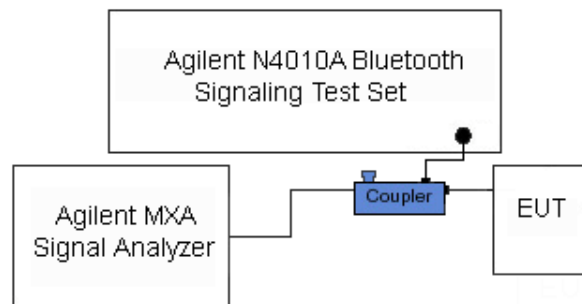 Agilent N4010A Bluetooth
Signaling Test Set
Coupler
Agilent MXA
Signal Analyzer
EUT